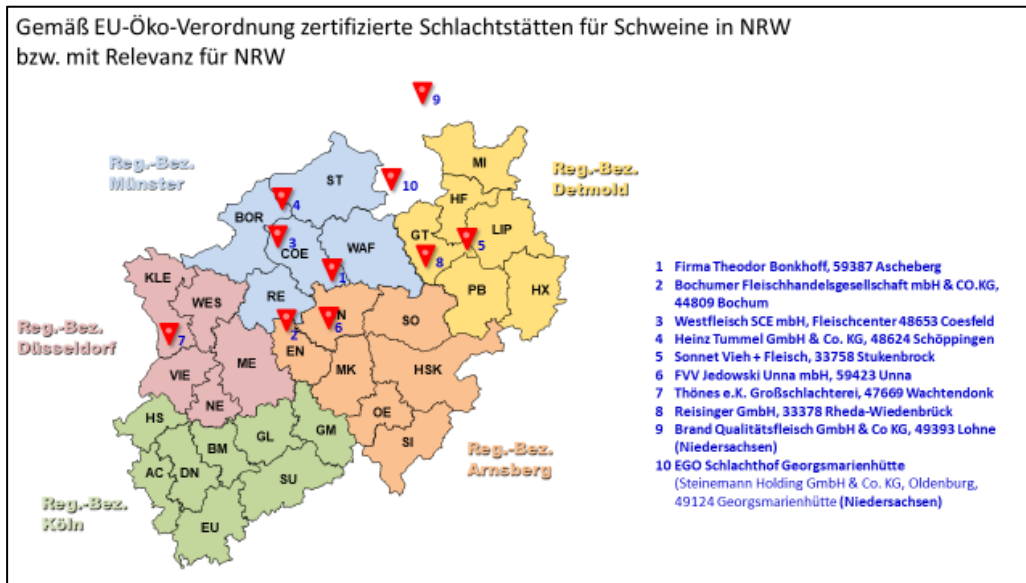 Gemäß EU-Öko-Verordnung zertifizierte Schlachtstätten für Schweine in NRW
bzw. mit Relevanz für NRW
9
Reg.-Bez.
Münster
ST
10
MI
Reg.-Bez.
Detmold
HF
BOR
4
LIP
3
COE
WAF
GT
5
8
KLE
1
PB
HX
WES
RE
Reg.-Bez.
Düsseldorf
7
2
N
6
SO
EN
ME
MK
HSK
VIE
NE
HS
GM
OE
BM
GL
SI
Reg.-Bez.
Arnsberg
AC
DN
SU
Reg.-Bez.
Köln
EU
1 Firma Theodor Bonkhoff, 59387 Ascheberg
2 Bochumer Fleischhandelsgesellschaft mbH & CO.KG,
44809 Bochum
3 Westfleisch SCE mbH, Fleischcenter 48653 Coesfeld
4 Heinz Tummel GmbH & Co. KG, 48624 Schöppingen
5 Sonnet Vieh + Fleisch, 33758 Stukenbrock
6 FVV Jedowski Unna mbH, 59423 Unna
7 Thönes e.K. Großschlachterei, 47669 Wachtendonk
8 Reisinger GmbH, 33378 Rheda-Wiedenbrück
9 Brand Qualitätsfleisch GmbH & Co KG, 49393 Lohne
(Niedersachsen)
10 EGO Schlachthof Georgsmarienhütte
(Steinemann Holding GmbH & Co. KG, Oldenburg,
49124 Georgsmarienhütte (Niedersachsen)